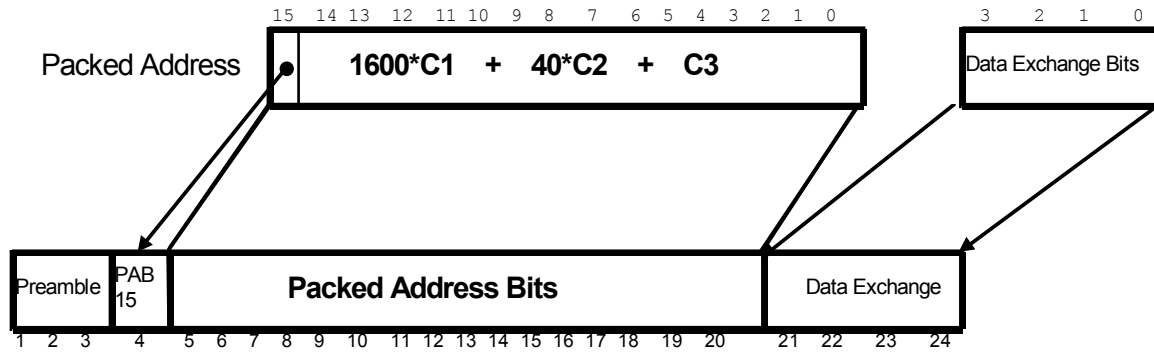 15 14 13 12 11 10 9 8 7 6 5 4 3 2 1 0 3 2 1 0
Packed Address 1600*C1 + 40*C2 + C3 Data Exchange Bits
Preamble PAB 15 Packed Address Bits Data Exchange
1 2 3 4 5 6 7 8 9 10 11 12 13 14 15 16 17 18 19 20 21 22 23 24